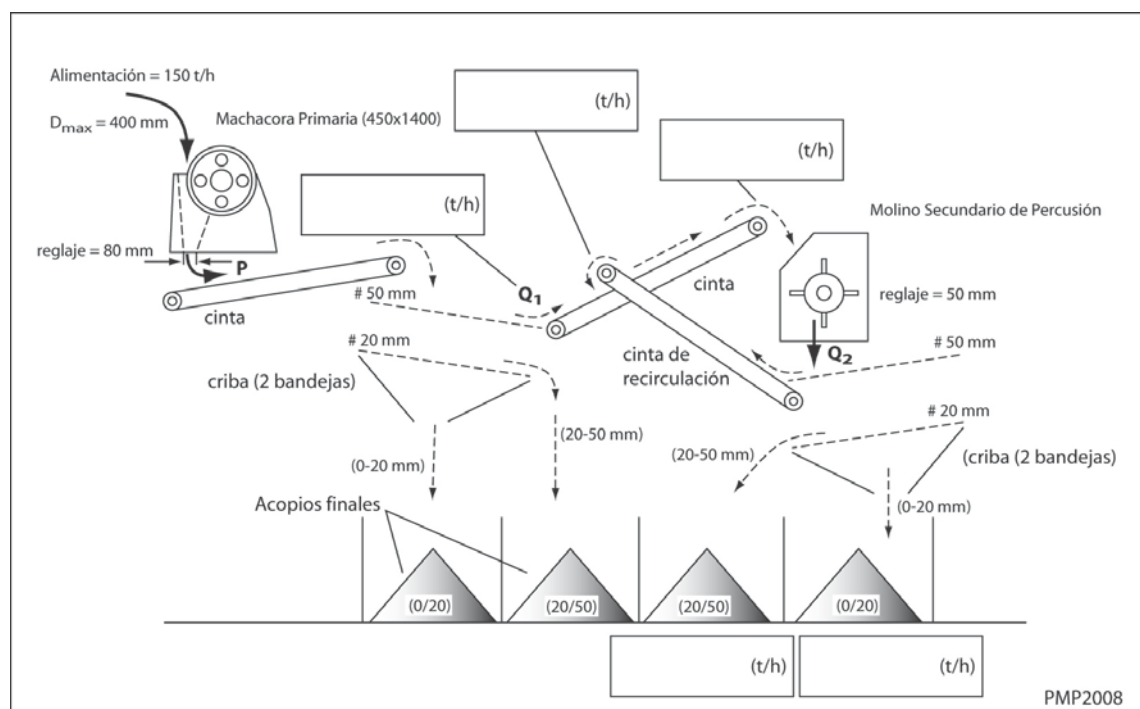 Alimentación = 150 t/h
Dmax = 400 mm
Machacora Primaria (450x1400)
(t/h)
(t/h)
(t/h)
Molino Secundario de Percusión
reglaje = 80 mm
P
cinta
# 50 mm
Q1
cinta
reglaje = 50 mm
Q2
# 50 mm
# 20 mm
criba (2 bandejas)
cinta de
recirculación
(0-20 mm)
(20-50 mm)
(20-50 mm)
# 20 mm
(criba (2 bandejas)
(0-20 mm)
Acopios finales
(0/20)
(20/50)
(20/50)
(0/20)
(t/h)
(t/h)
PMP2008